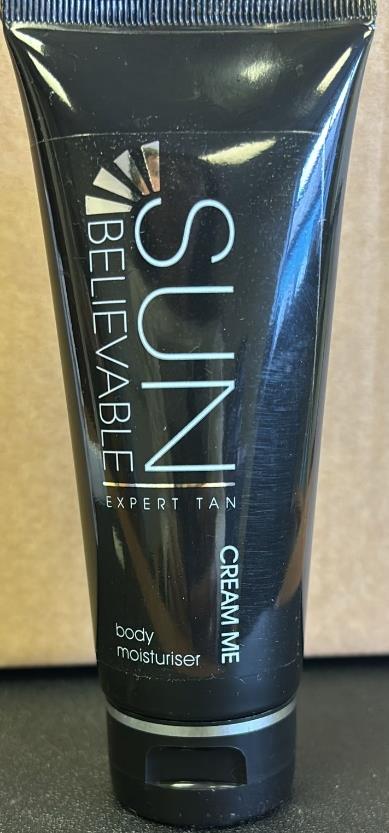 SUN
BELIEVABLE
EXPERT TAN
CREAM ME
body
moisturiser